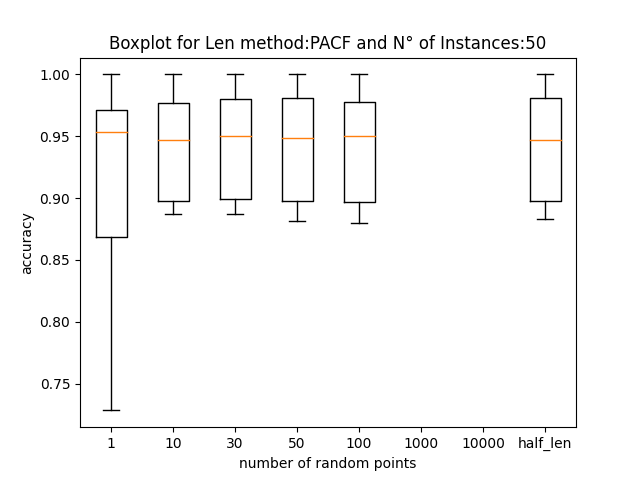 Boxplot for Len method:PACF and N° of Instances:50
1.00
0.95
0.90
0.85
0.80
0.75
accuracy
1 10 30 50 100 1000 10000 half_len
number of random points